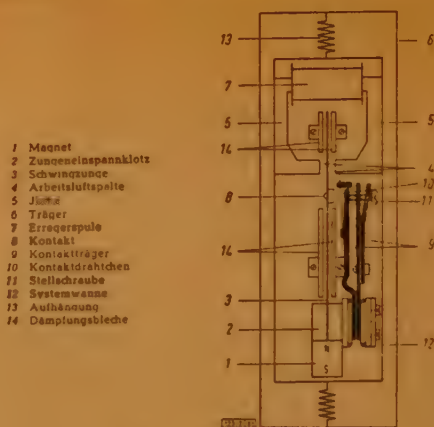 1 Magnet
2 Zungeneinspannklotz
3 Schwingzunge
4 Arbeitsluftspalte
5
6 Träger
7 Erregerspule
8 Kontakt
9 Kontaktträger
10 Kontaktdrähtchen
11 Stellschraube
12 Systemwanne
13 Aufhängung
14 Dämpfungsbleche
13
6
7
5
5
14
4
10
11
8
14
9
3
2
12
1
N
S